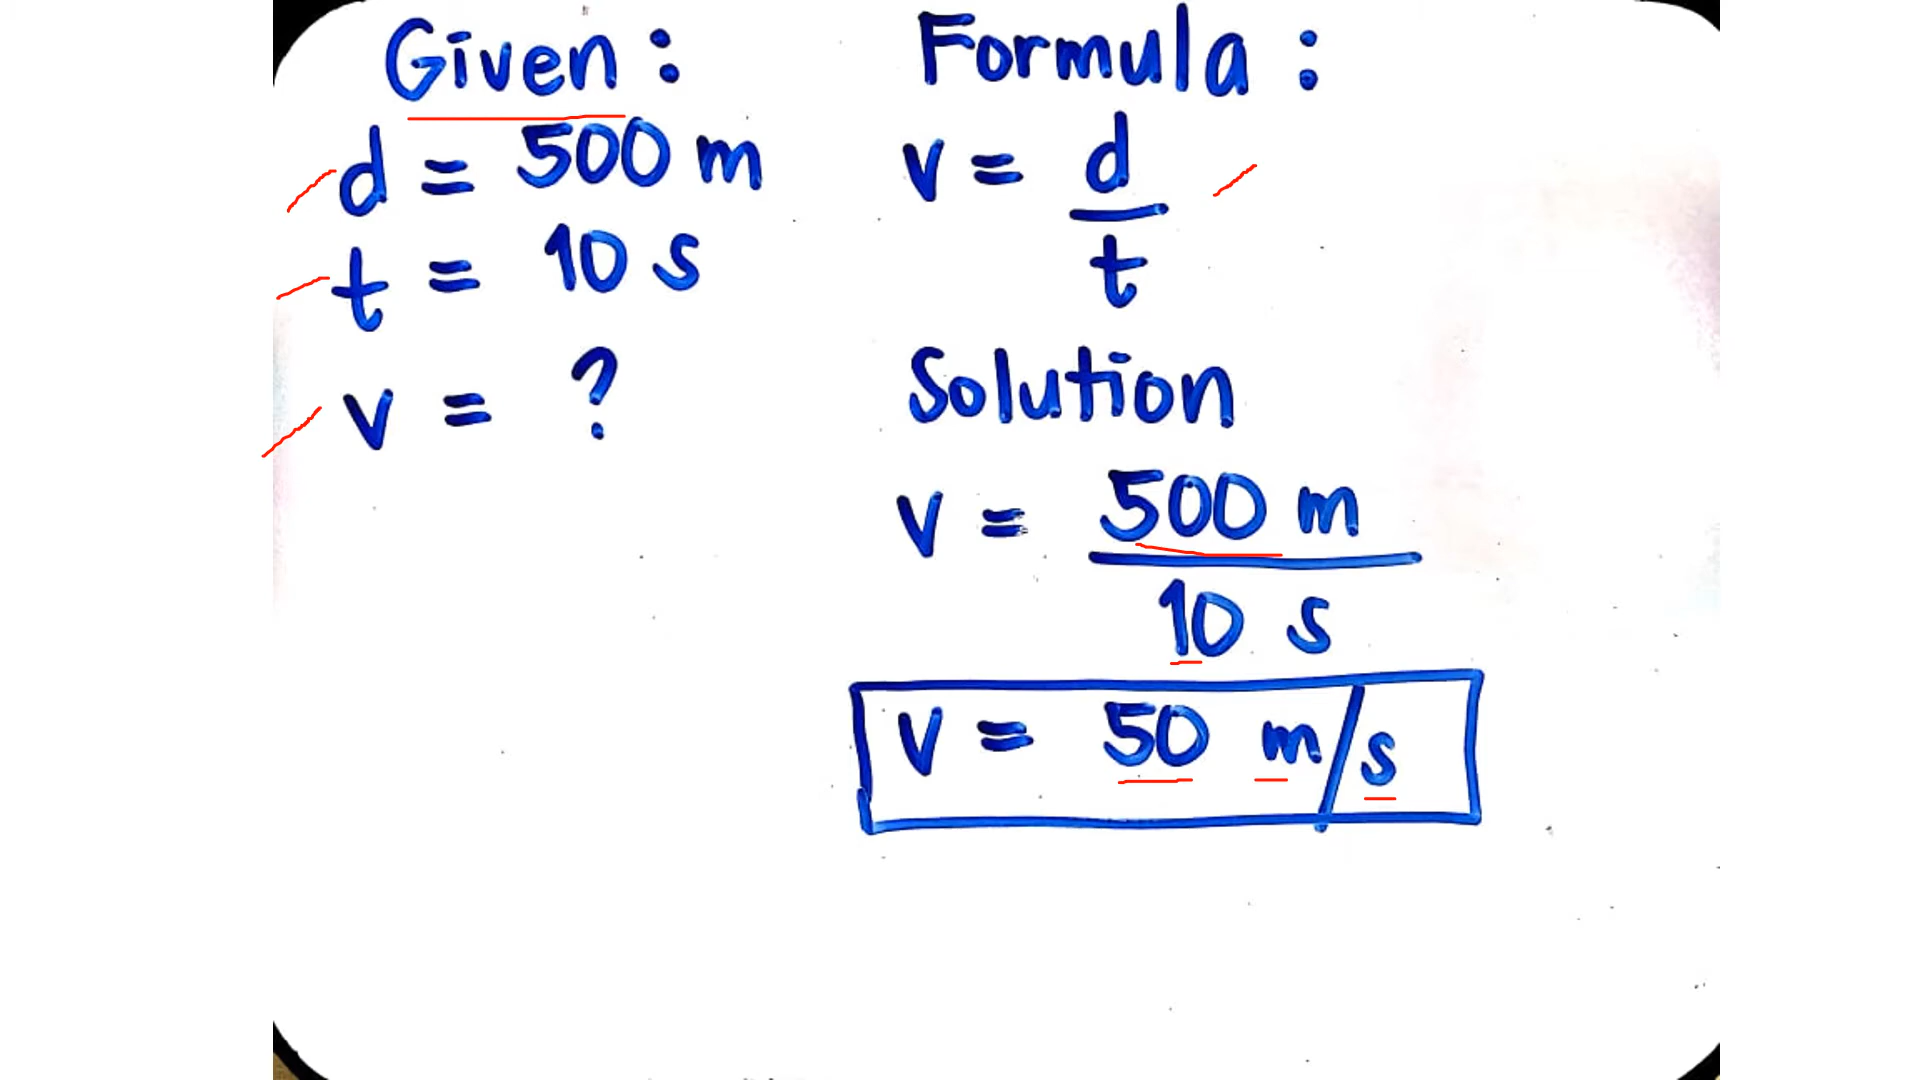 Given:
d = 500 m
t = 10 s
v = ?
Formula:
v = d
t
Solution
v = 500 m
10 s
v = 50 m/s